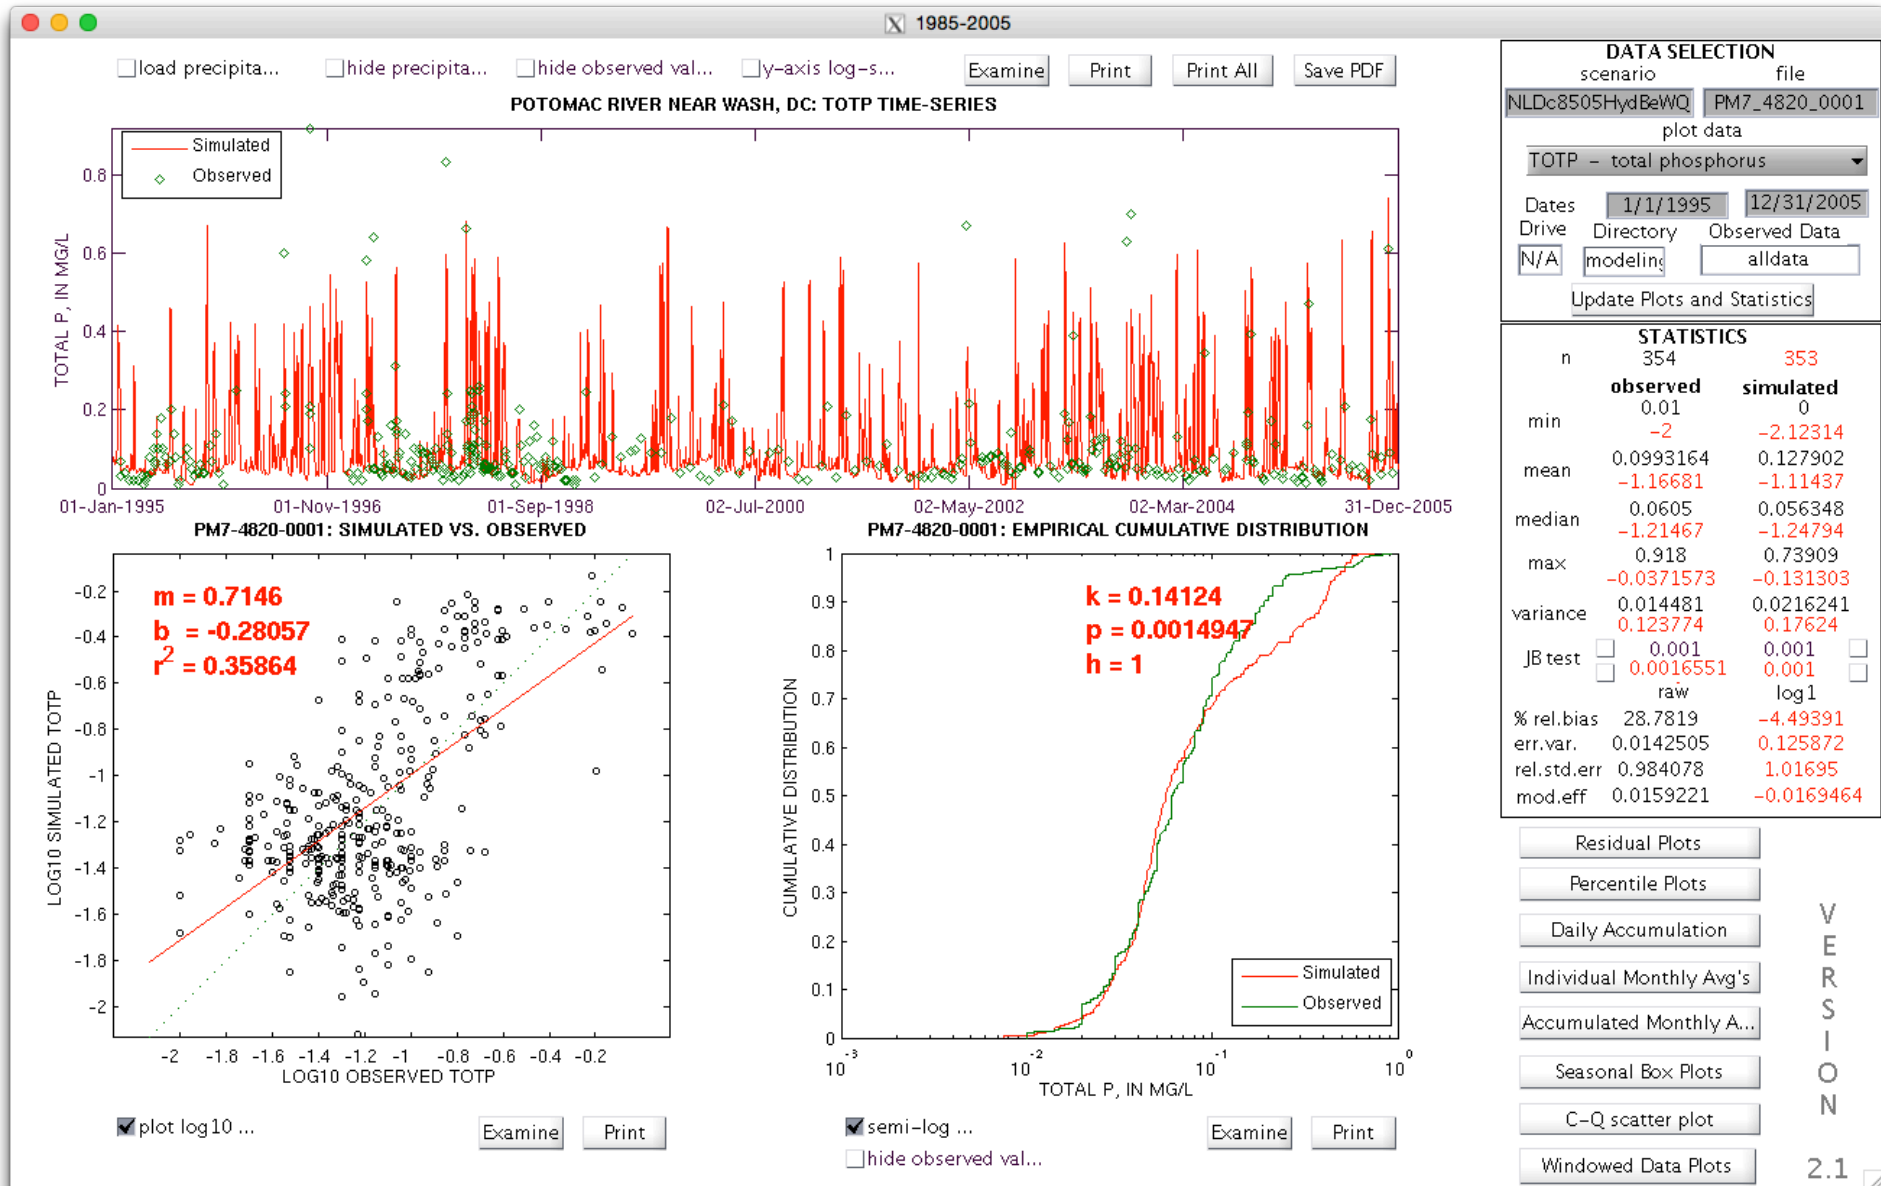 1985-2005
load precipita...
hide precipita...
hide observed val...
y-axis log-s...
Examine
Print
Print All
Save PDF
POTOMAC RIVER NEAR WASH, DC: TOTP TIME-SERIES
Simulated
Observed
TOTAL P, IN MG/L
0.8
0.6
0.4
0.2
0
01-Jan-1995 01-Nov-1996 01-Sep-1998 02-Jul-2000 02-May-2002 02-Mar-2004 31-Dec-2005
PM7-4820-0001: SIMULATED VS. OBSERVED
m = 0.7146
b = -0.28057
r2 = 0.35864
LOG10 SIMULATED TOTP
-0.2
-0.4
-0.6
-0.8
-1
-1.2
-1.4
-1.6
-1.8
-2
-2 -1.8 -1.6 -1.4 -1.2 -1 -0.8 -0.6 -0.4 -0.2
LOG10 OBSERVED TOTP
plot log10 ...
Examine
Print
PM7-4820-0001: EMPIRICAL CUMULATIVE DISTRIBUTION
k = 0.14124
p = 0.0014947
h = 1
CUMULATIVE DISTRIBUTION
1
0.9
0.8
0.7
0.6
0.5
0.4
0.3
0.2
0.1
0
Simulated
Observed
10-3 10-2 10-1 100
TOTAL P, IN MG/L
semi-log ...
hide observed val...
Examine
Print
DATA SELECTION
scenario file
NLDc8505HydBeWQ PM7_4820_0001
plot data
TOTP - total phosphorus
Dates 1/1/1995 12/31/2005
Drive Directory Observed Data
N/A modeling alldata
Update Plots and Statistics
STATISTICS
n 354 353
observed simulated
min 0.01 0
-2 -2.12314
mean 0.0993164 0.127902
-1.16681 -1.11437
median 0.0605 0.056348
-1.21467 -1.24794
max 0.918 0.73909
-0.0371573 -0.131303
variance 0.014481 0.0216241
0.123774 0.17624
JB test 0.001 0.001
0.0016551 0.001
raw log1
% rel.bias 28.7819 -4.49391
err.var. 0.0142505 0.125872
rel.std.err 0.984078 1.01695
mod.eff 0.0159221 -0.0169464
Residual Plots
Percentile Plots
Daily Accumulation
Individual Monthly Avg's
Accumulated Monthly A...
Seasonal Box Plots
C-Q scatter plot
Windowed Data Plots
VERSION
2.1